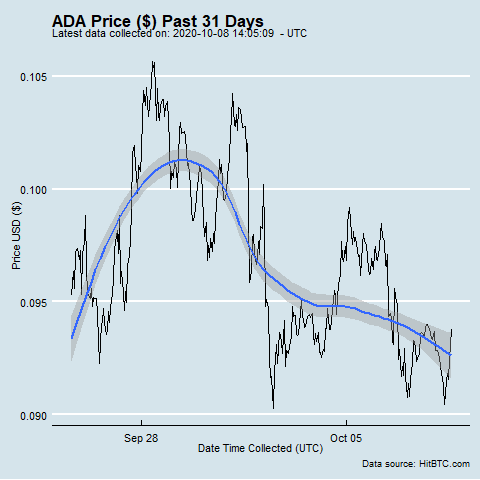 ADA Price ($) Past 31 Days
Latest data collected on: 2020-10-08 14:05:09  - UTC
0.105
0.100
0.095
0.090
Price USD ($)
Sep 28
Oct 05
Date Time Collected (UTC)
Data source: HitBTC.com